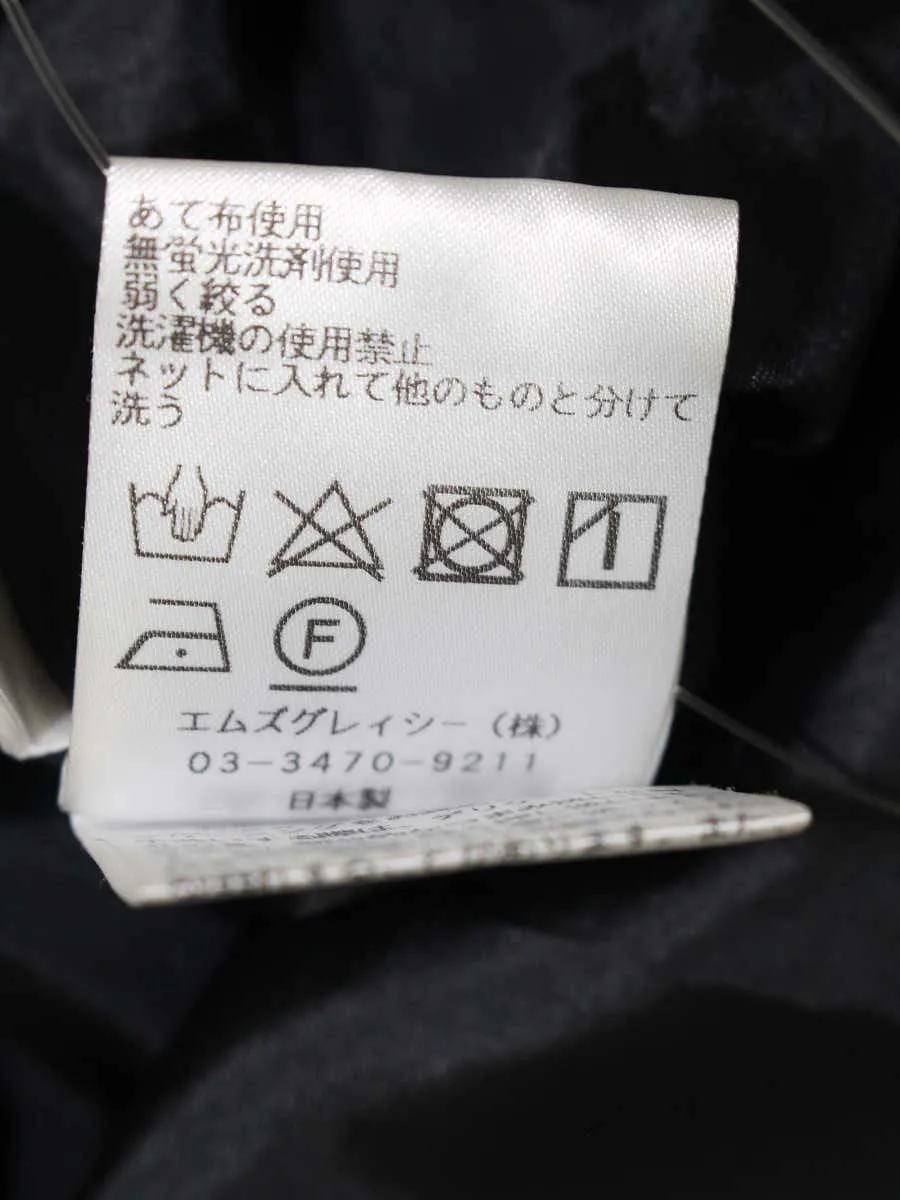 あて布使用
無蛍光洗剤使用
弱く絞る
洗濯機の使用禁止
ネットに入れて他のものと分けて
洗う
F
エムズグレィシー(株)
03-3470-9211
日本製